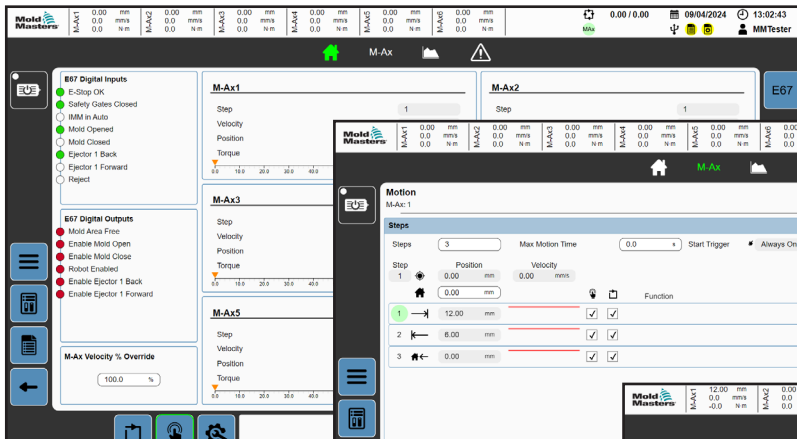 Mold Masters
M-Ax1 0.00 mm 0.0 mm/s 0.0 N·m
M-Ax2 0.00 mm 0.0 mm/s 0.0 N·m
M-Ax3 0.00 mm 0.0 mm/s 0.0 N·m
M-Ax4 0.00 mm 0.0 mm/s 0.0 N·m
M-Ax5 0.00 mm 0.0 mm/s 0.0 N·m
M-Ax6 0.00 mm 0.0 mm/s 0.0 N·m
MAx
0.00 / 0.00
09/04/2024 13:02:43
MMTester
M-Ax
E67 Digital Inputs
E-Stop OK
Safety Gates Closed
IMM in Auto
Mold Opened
Mold Closed
Ejector 1 Back
Ejector 1 Forward
Reject
E67 Digital Outputs
Mold Area Free
Enable Mold Open
Enable Mold Close
Robot Enabled
Enable Ejector 1 Back
Enable Ejector 1 Forward
M-Ax Velocity % Override
100.0 %
M-Ax1
Step 1
Velocity
Position
Torque
0.0 10.0 20.0 30.0 40.0
M-Ax3
Step
Velocity
Position
Torque
0.0 10.0 20.0 30.0 40.0
M-Ax5
Step
Velocity
Position
Torque
0.0 10.0 20.0 30.0 40.0
M-Ax2
Step 1
E67
Mold Masters
M-Ax1 0.00 mm 0.0 mm/s 0.0 N·m
M-Ax2 0.00 mm 0.0 mm/s 0.0 N·m
M-Ax3 0.00 mm 0.0 mm/s 0.0 N·m
M-Ax4 0.00 mm 0.0 mm/s 0.0 N·m
M-Ax5 0.00 mm 0.0 mm/s 0.0 N·m
M-Ax6 0.00 0.0 0.0
M-Ax
Motion
M-Ax: 1
Steps
Steps 3 Max Motion Time 0.0 s Start Trigger Always On
Step Position Velocity
1 0.00 mm 0.00 mm/s
0.00 mm Function
1 12.00 mm
2 6.00 mm
3 0.00 mm
Mold Masters
M-Ax1 12.00 mm 0.0 mm/s -0.0 N·m
M-Ax2 0.00 0.0 0.0